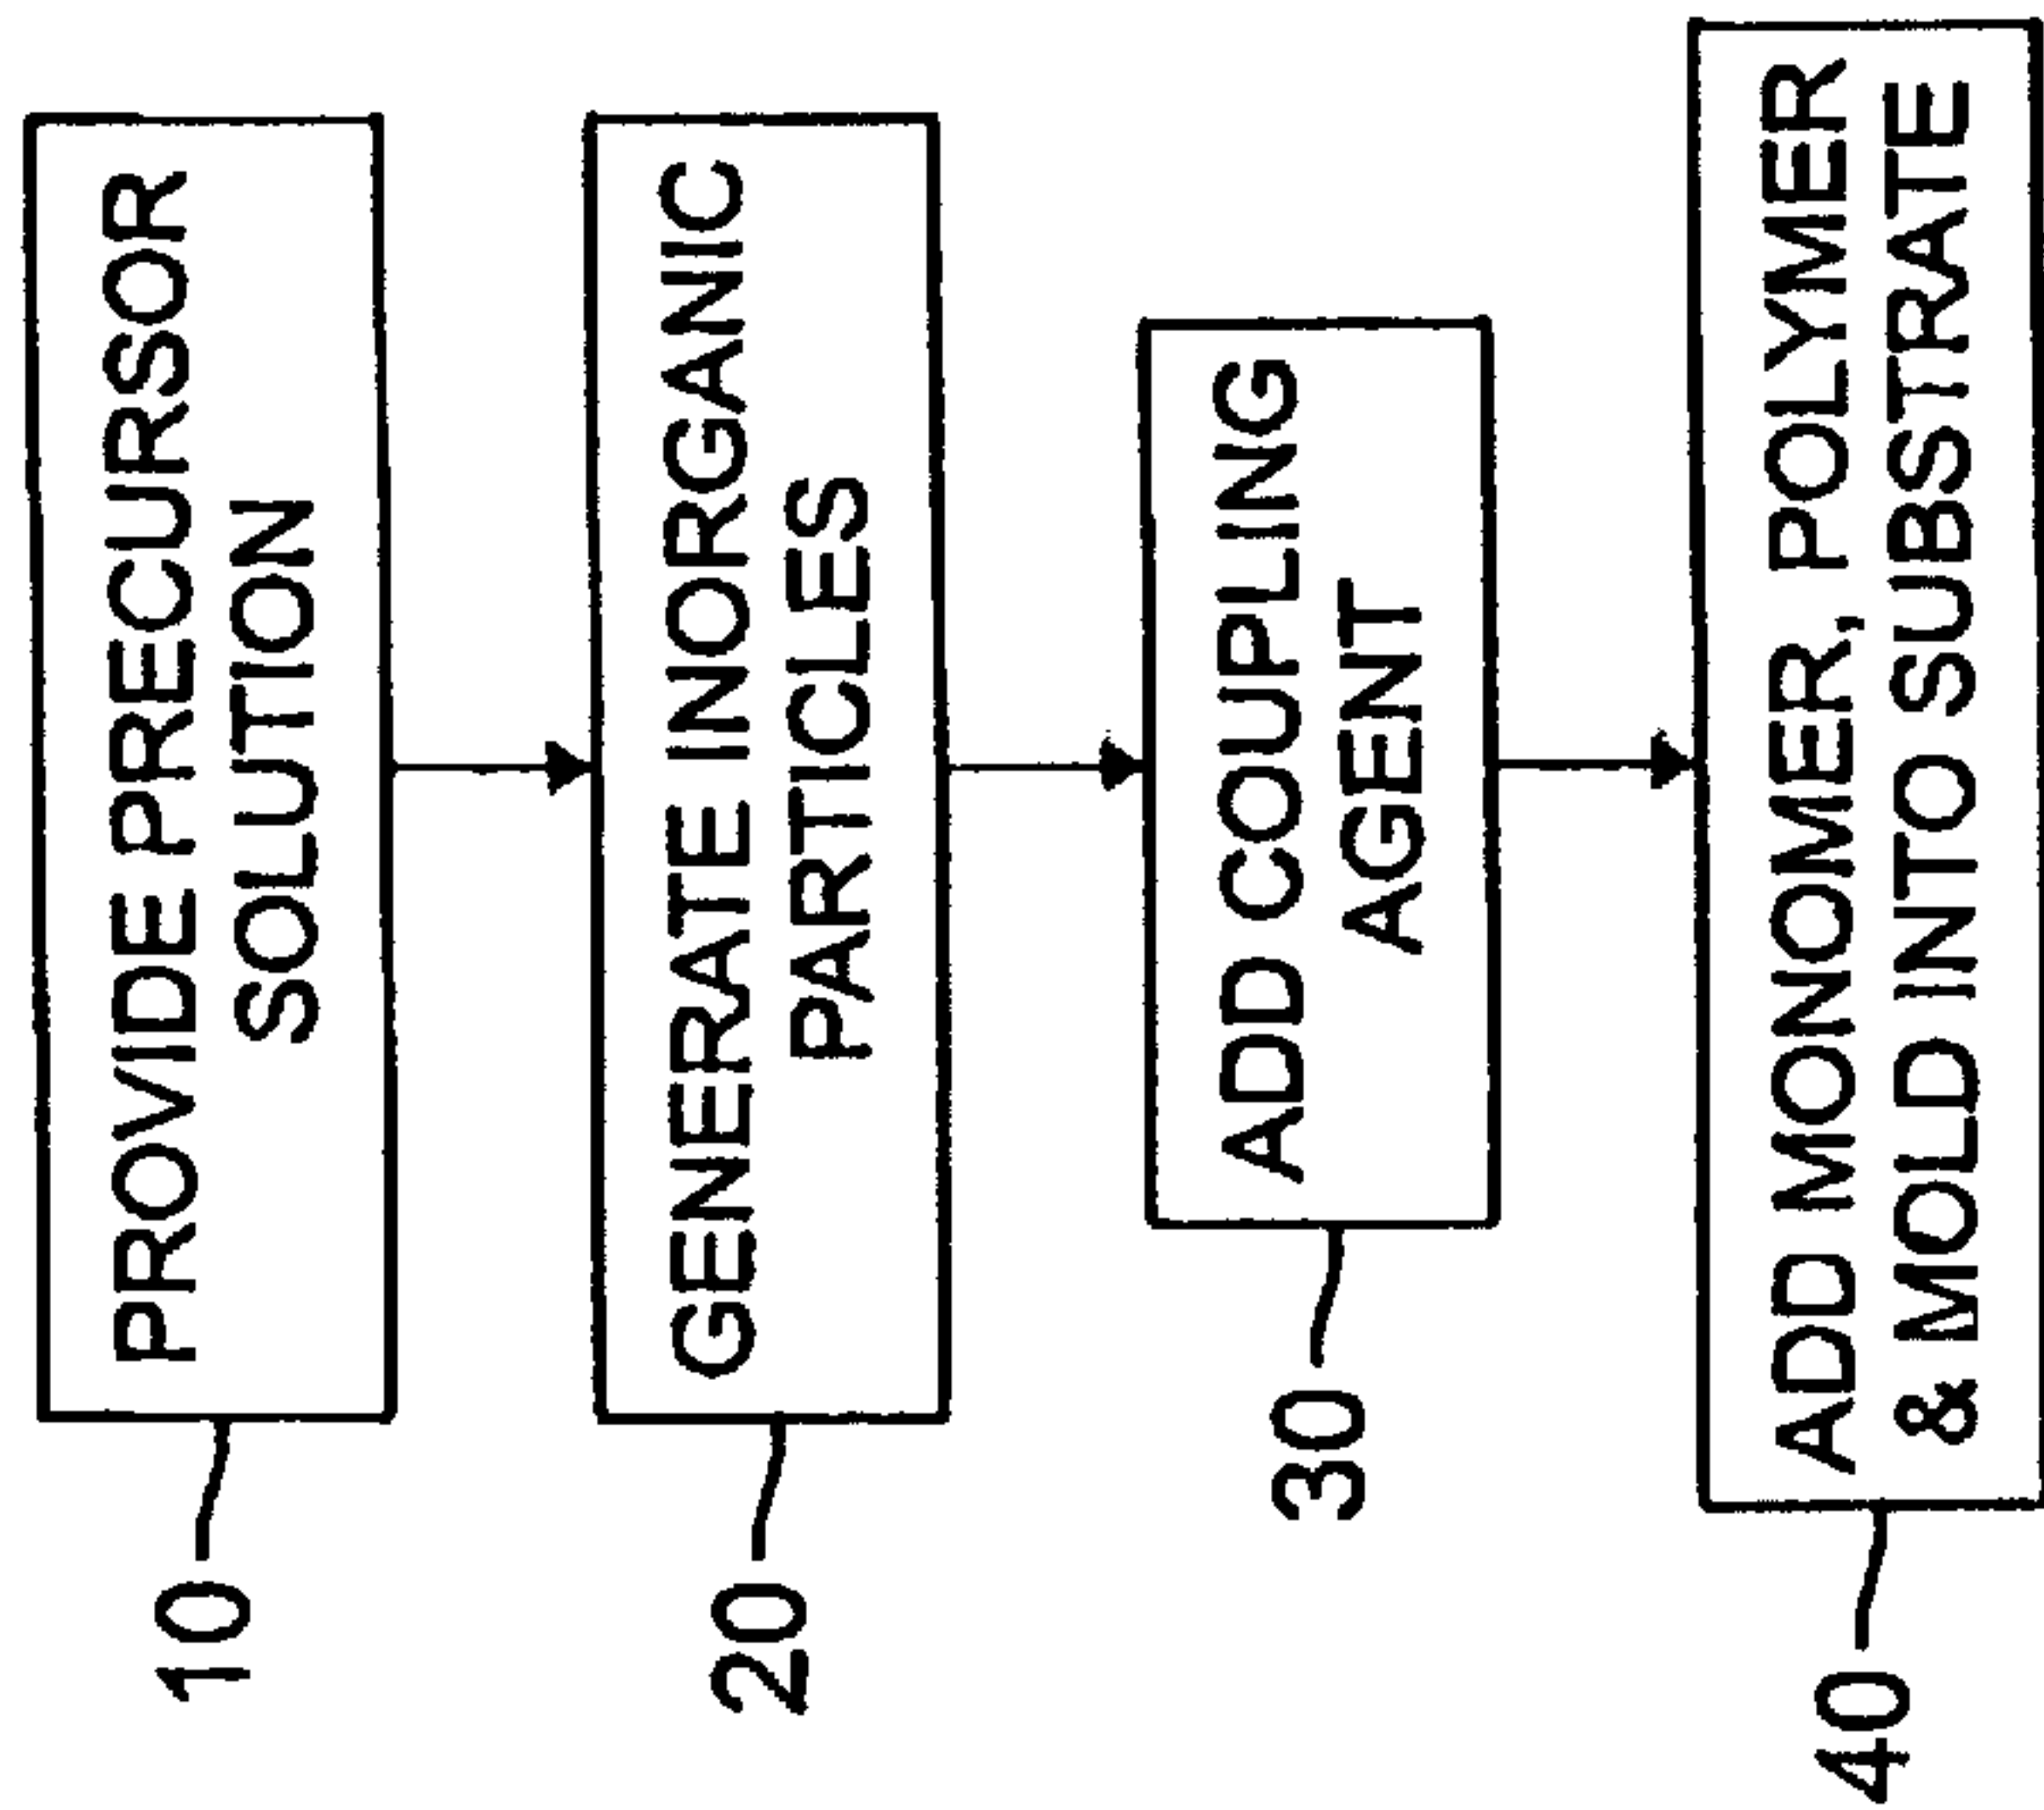 10
PROVIDE PRECURSOR
SOLUTION
20
GENERATE INORGANIC
PARTICLES
30
ADD COUPLING
AGENT
40
ADD MONOMER, POLYMER
& MOLD INTO SUBSTRATE